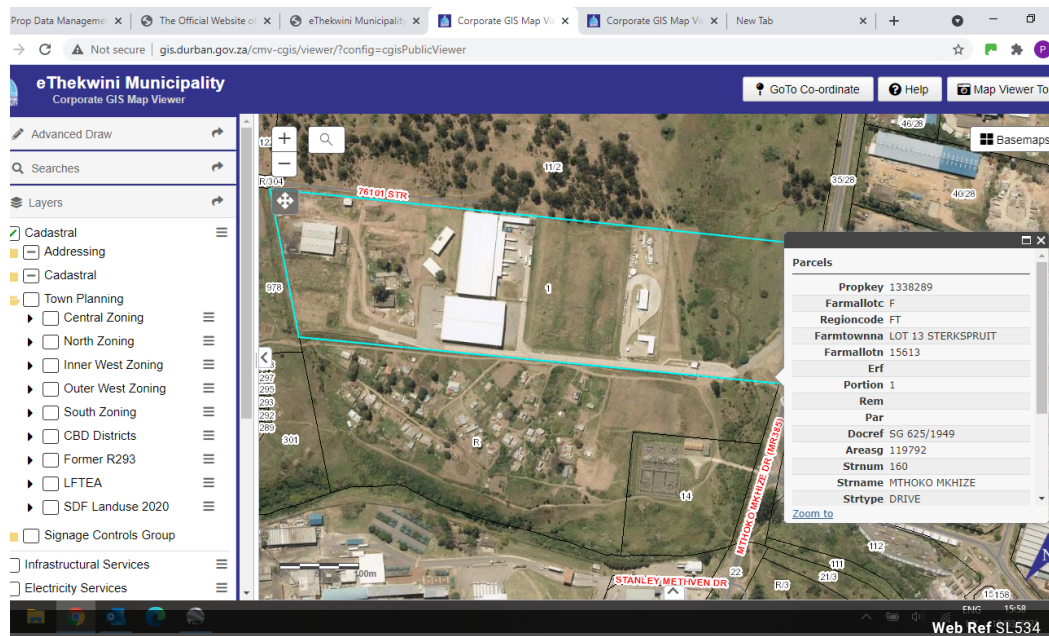 Prop Data Managemen
The Official Website of
eThekwini Municipality
Corporate GIS Map Vie
Corporate GIS Map Vie
New Tab
Not secure | gis.durban.gov.za/cmv-cgis/viewer/?config=cgisPublicViewer
P
eThekwini Municipality
Corporate GIS Map Viewer
GoTo Co-ordinate
Help
Map Viewer To
Advanced Draw
Searches
Layers
Cadastral
Addressing
Cadastral
Town Planning
Central Zoning
North Zoning
Inner West Zoning
Outer West Zoning
South Zoning
CBD Districts
Former R293
LFTEA
SDF Landuse 2020
Signage Controls Group
Infrastructural Services
Electricity Services
Basemaps
46/28
11/2
35/28
40/28
R/304
76101 STR
978
1
297
295
293
292
289
301
R
14
MTHOKO MKHIZE DR (MR385)
112
111
22
R/3
21/3
15158
STANLEY METHVEN DR
100m
N
Parcels
Propkey 1338289
Farmallotc F
Regioncode FT
Farmtownna LOT 13 STERKSPRUIT
Farmallotn 15613
Erf
Portion 1
Rem
Par
Docref SG 625/1949
Areasg 119792
Strnum 160
Strname MTHOKO MKHIZE
Strtype DRIVE
Zoom to
ENG
15:58
Web Ref SL534